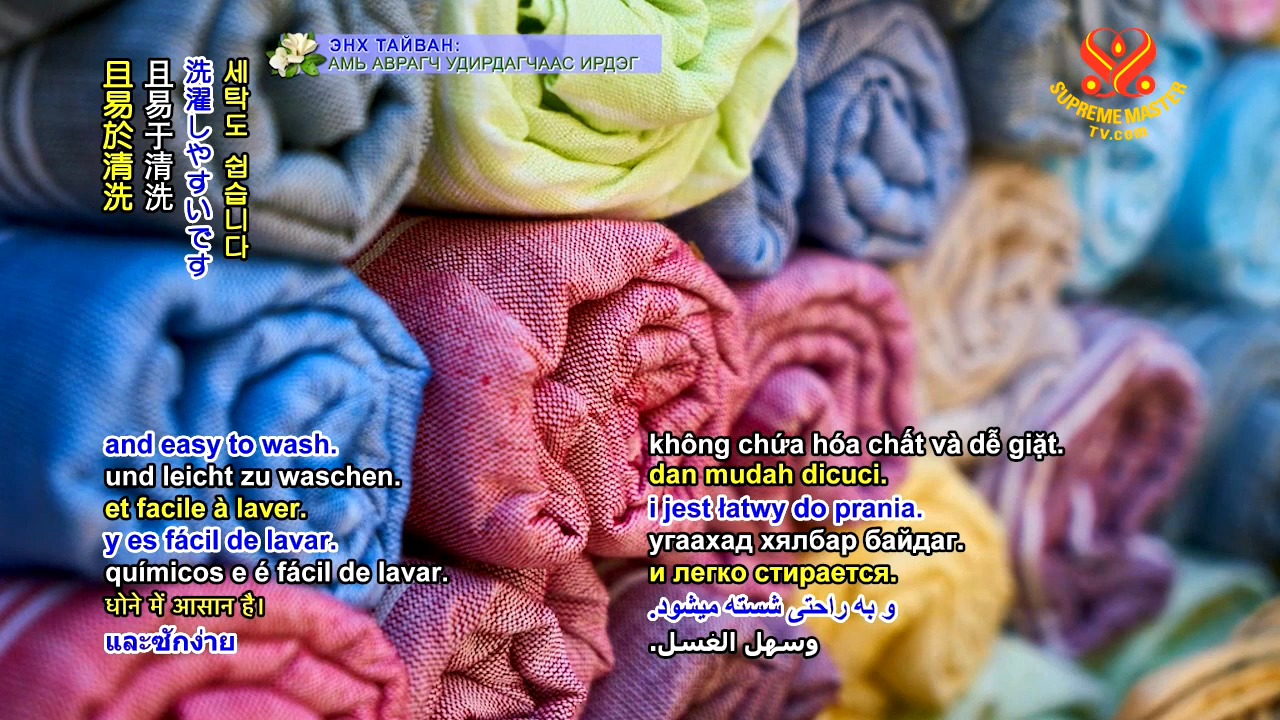 ЭНХ ТАЙВАН:
АМЬ АВРАГЧ УДИРДАГЧААС ИРДЭГ
SUPREME MASTER
TV.com
세탁도 쉽습니다
洗濯しやすいです
且易于清洗
且易於清洗
and easy to wash.
und leicht zu waschen.
et facile à laver.
y es fácil de lavar.
químicos e é fácil de lavar.
धोने में आसान है।
และซักง่าย
không chứa hóa chất và dễ giặt.
dan mudah dicuci.
i jest łatwy do prania.
угаахад хялбар байдаг.
и легко стирается.
و به راحتی شسته میشود.
وسهل الغسل.